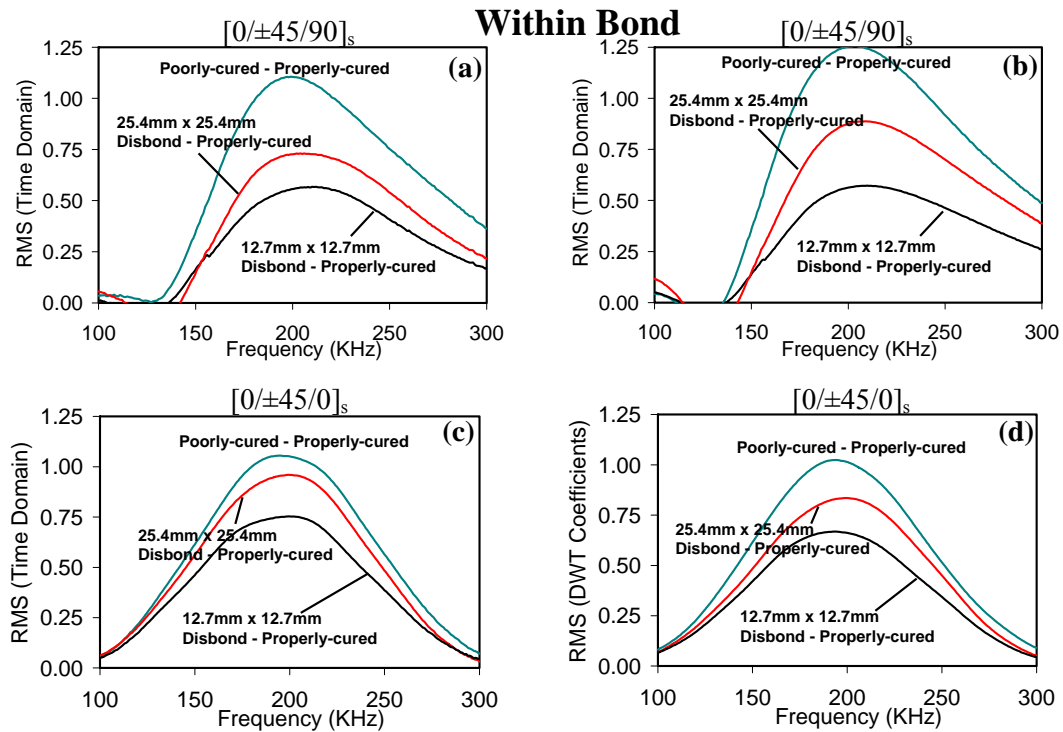 Within Bond
[0/±45/90]s
(a)
RMS (Time Domain)
1.25
1.00
0.75
0.50
0.25
0.00
Poorly-cured - Properly-cured
25.4mm x 25.4mm
Disbond - Properly-cured
12.7mm x 12.7mm
Disbond - Properly-cured
100 150 200 250 300
Frequency (KHz)
[0/±45/90]s
(b)
RMS (Time Domain)
1.25
1.00
0.75
0.50
0.25
0.00
Poorly-cured - Properly-cured
25.4mm x 25.4mm
Disbond - Properly-cured
12.7mm x 12.7mm
Disbond - Properly-cured
100 150 200 250 300
Frequency (KHz)
[0/±45/0]s
(c)
RMS (Time Domain)
1.25
1.00
0.75
0.50
0.25
0.00
Poorly-cured - Properly-cured
25.4mm x 25.4mm
Disbond - Properly-cured
12.7mm x 12.7mm
Disbond - Properly-cured
100 150 200 250 300
Frequency (KHz)
[0/±45/0]s
(d)
RMS (DWT Coefficients)
1.25
1.00
0.75
0.50
0.25
0.00
Poorly-cured - Properly-cured
25.4mm x 25.4mm
Disbond - Properly-cured
12.7mm x 12.7mm
Disbond - Properly-cured
100 150 200 250 300
Frequency (KHz)